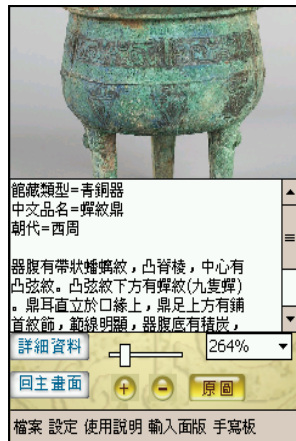 館藏類型=青銅器
中文品名=蟬紋鼎
朝代=西周
器腹有帶狀蟠螭紋，凸脊稜，中心有
凸弦紋。凸弦紋下方有蟬紋(九隻蟬)
。鼎耳直立於口緣上，鼎足上方有鋪
首紋飾，範線明顯，器腹底有積炭，
詳細資料
264%
回主畫面
+
-
原圖
檔案 設定 使用說明 輸入面版 手寫板